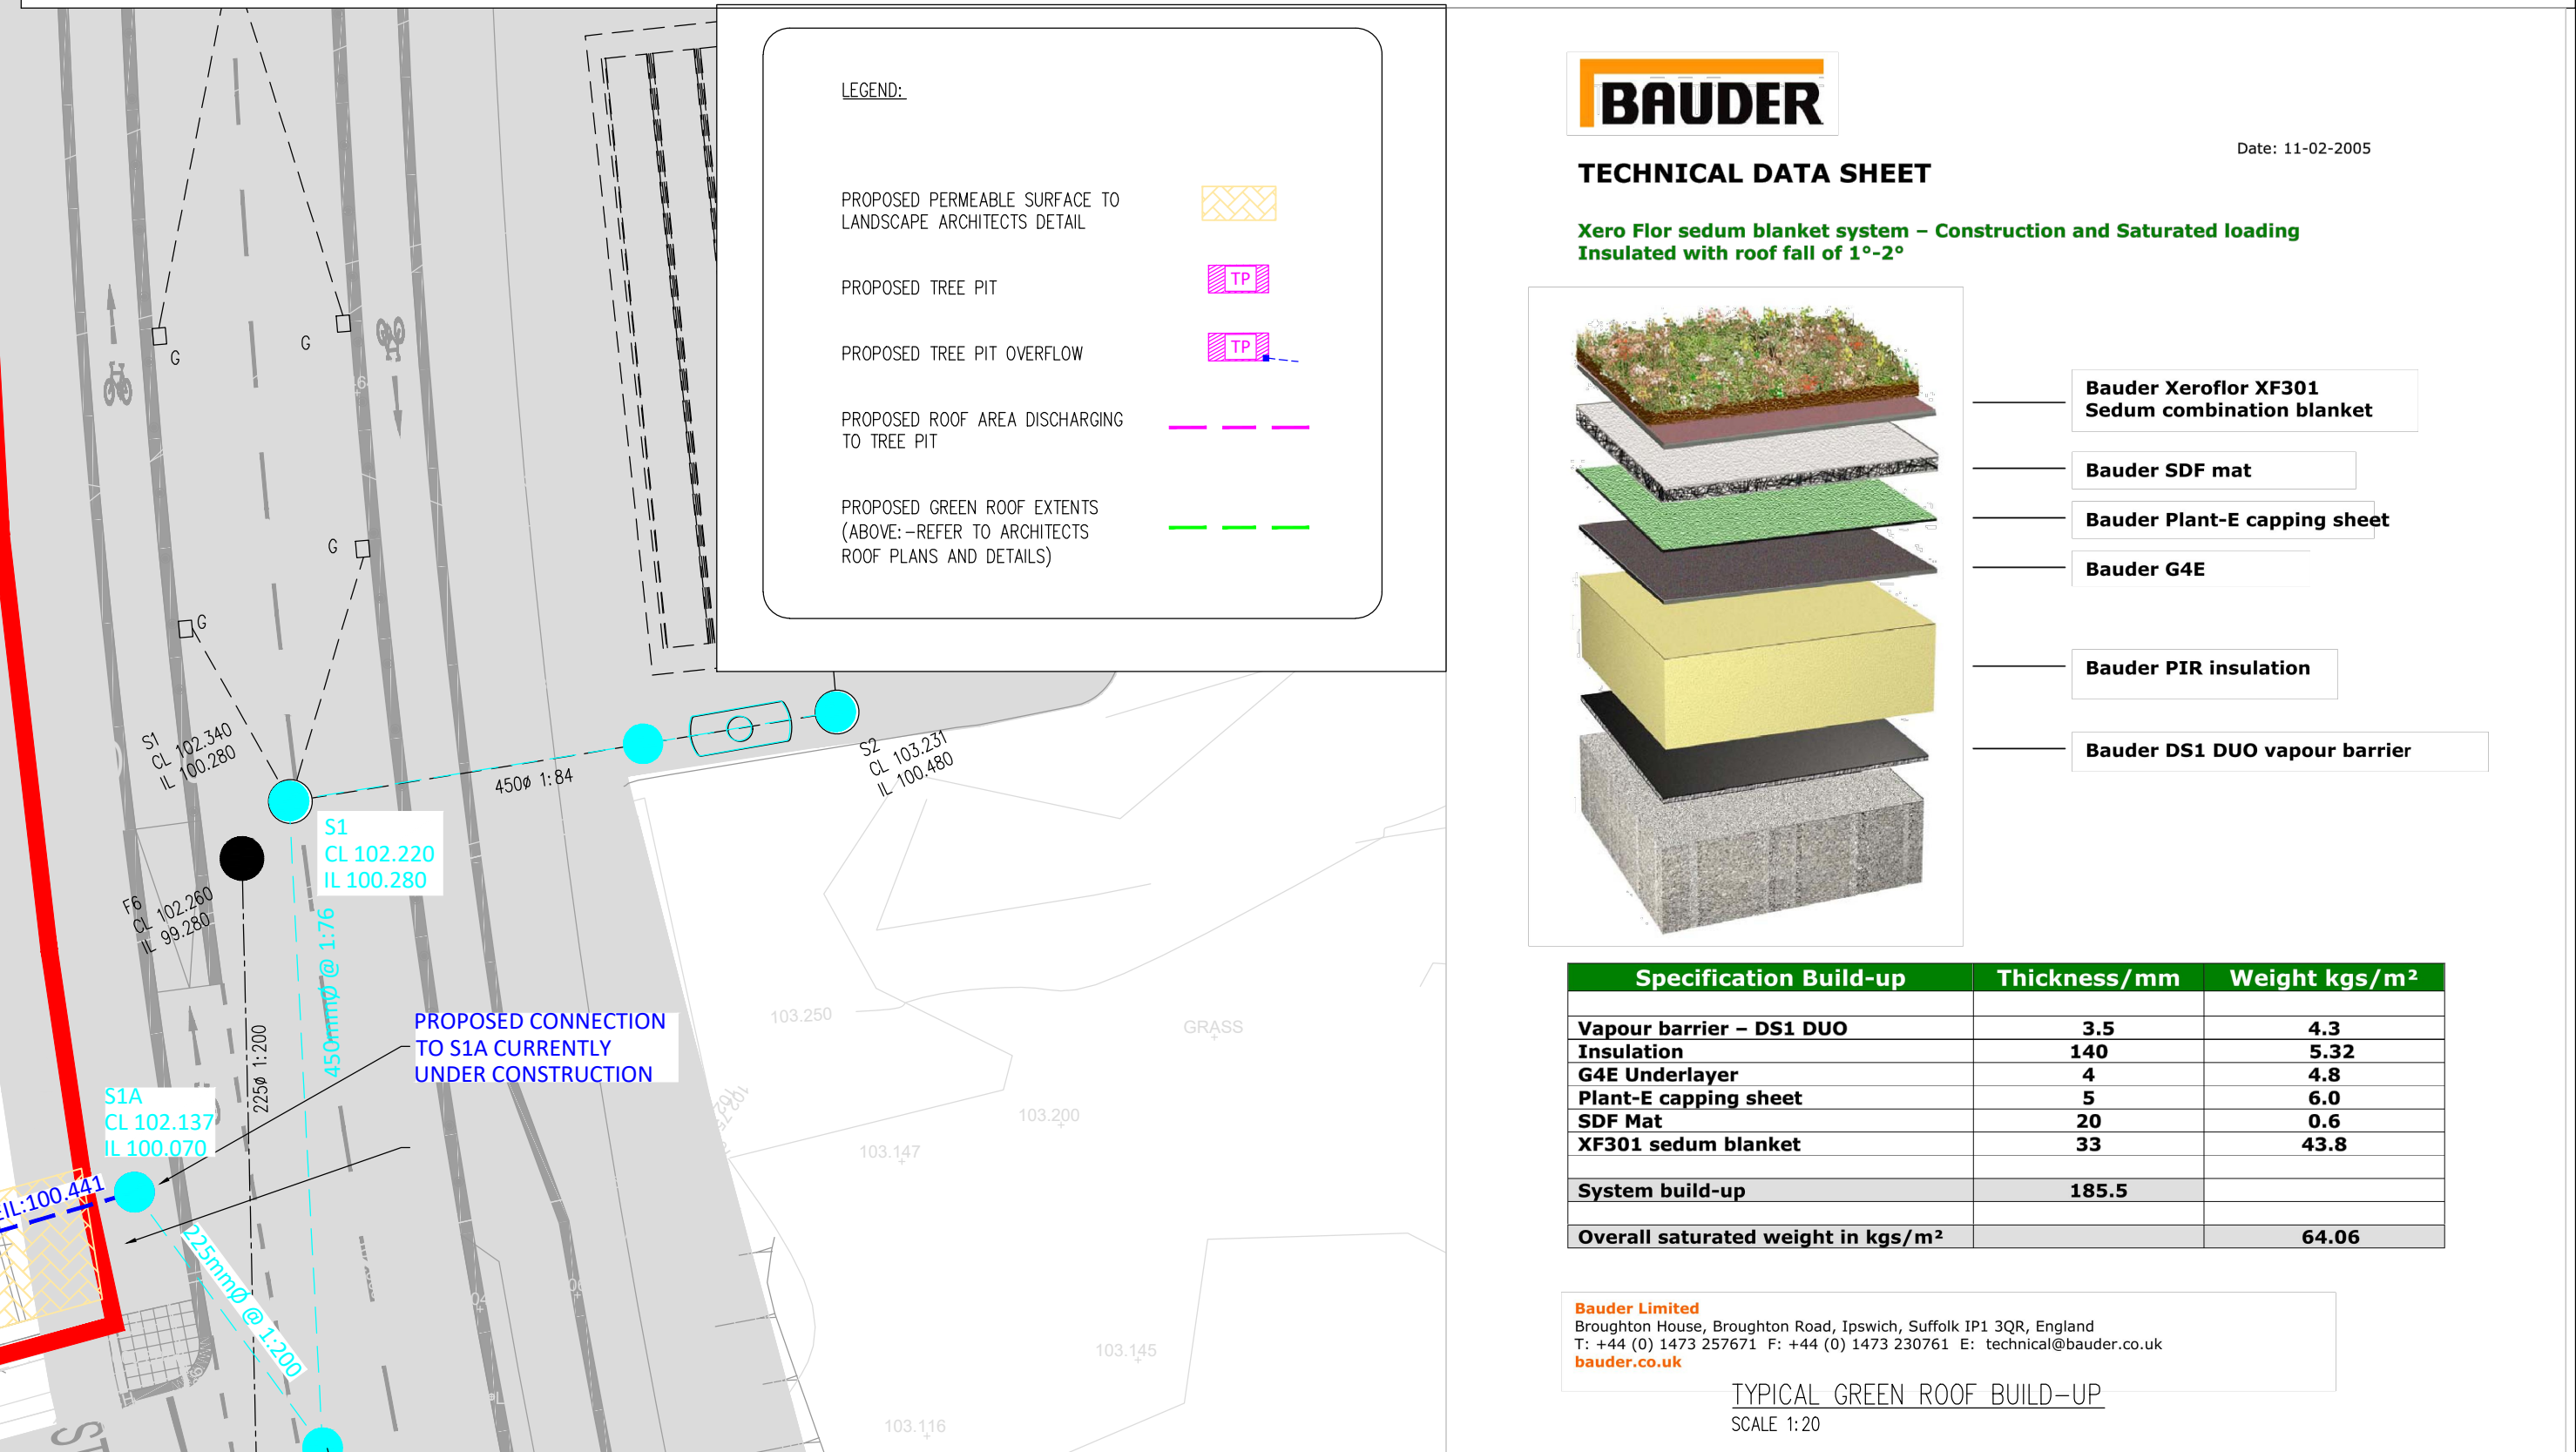 LEGEND:
PROPOSED PERMEABLE SURFACE TO
LANDSCAPE ARCHITECTS DETAIL
PROPOSED TREE PIT
TP
PROPOSED TREE PIT OVERFLOW
TP
PROPOSED ROOF AREA DISCHARGING
TO TREE PIT
PROPOSED GREEN ROOF EXTENTS
(ABOVE:-REFER TO ARCHITECTS
ROOF PLANS AND DETAILS)
G
G
G
G
S1
CL 102.340
IL 100.280
450ø 1:84
S2
CL 103.231
IL 100.480
S1
CL 102.220
IL 100.280
F6
CL 102.260
IL 99.280
450mmØ @ 1:76
225ø 1:200
PROPOSED CONNECTION
TO S1A CURRENTLY
UNDER CONSTRUCTION
S1A
CL 102.137
IL 100.070
IL:100.441
225mmØ @ 1:200
103.250
GRASS
103.200
103.147
103.145
103.116
BAUDER
Date: 11-02-2005
TECHNICAL DATA SHEET
Xero Flor sedum blanket system – Construction and Saturated loading
Insulated with roof fall of 1°-2°
Bauder Xeroflor XF301
Sedum combination blanket
Bauder SDF mat
Bauder Plant-E capping sheet
Bauder G4E
Bauder PIR insulation
Bauder DS1 DUO vapour barrier
Specification Build-up Thickness/mm Weight kgs/m²
Vapour barrier – DS1 DUO 3.5 4.3
Insulation 140 5.32
G4E Underlayer 4 4.8
Plant-E capping sheet 5 6.0
SDF Mat 20 0.6
XF301 sedum blanket 33 43.8
System build-up 185.5
Overall saturated weight in kgs/m² 64.06
Bauder Limited
Broughton House, Broughton Road, Ipswich, Suffolk IP1 3QR, England
T: +44 (0) 1473 257671 F: +44 (0) 1473 230761 E: technical@bauder.co.uk
bauder.co.uk
TYPICAL GREEN ROOF BUILD-UP
SCALE 1:20